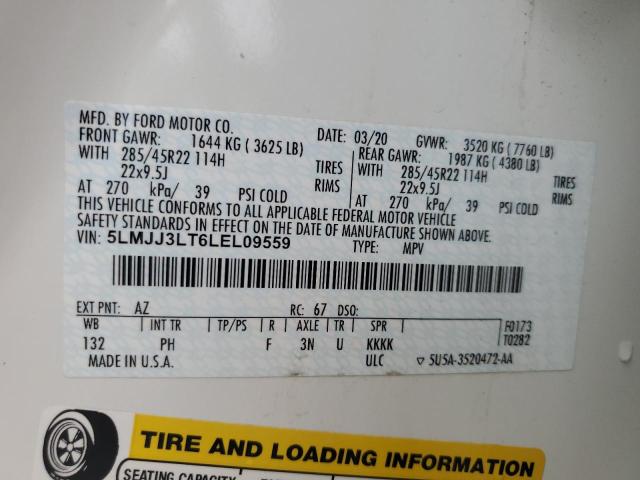 MFD. BY FORD MOTOR CO. DATE: 03/20 GVWR: 3520 KG ( 7760 LB)
FRONT GAWR: 1644 KG ( 3625 LB) REAR GAWR: 1987 KG ( 4380 LB)
WITH 285/45R22 114H TIRES WITH 285/45R22 114H TIRES
22x9.5J RIMS 22x9.5J RIMS
AT 270 kPa/ 39 PSI COLD AT 270 kPa/ 39 PSI COLD
THIS VEHICLE CONFORMS TO ALL APPLICABLE FEDERAL MOTOR VEHICLE
SAFETY STANDARDS IN EFFECT ON THE DATE OF MANUFACTURE SHOWN ABOVE.
VIN: 5LMJJ3LT6LEL09559 TYPE: MPV
EXT PNT: AZ RC: 67 DSO: F0173
WB INT TR TP/PS R AXLE TR SPR T0282
132 PH F 3N U KKKK
MADE IN U.S.A. ULC ▽ 5U5A-3520472-AA
TIRE AND LOADING INFORMATION
SEATING CAPACITY